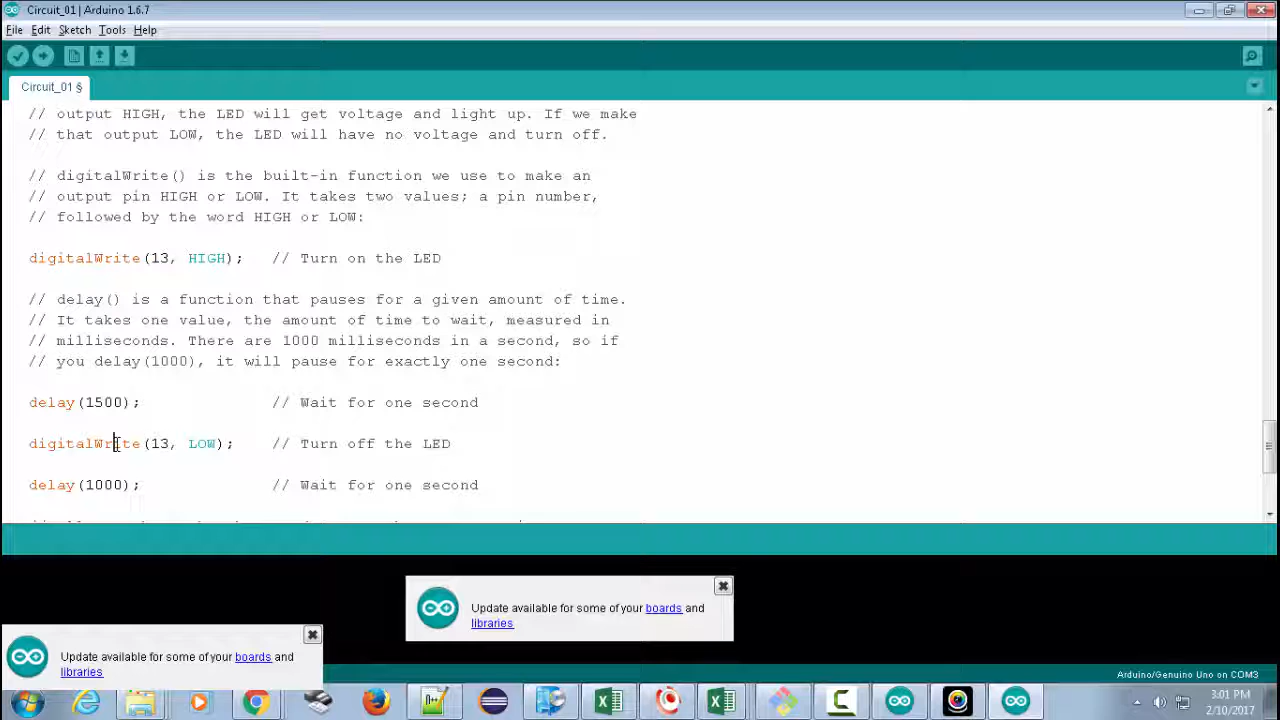 Circuit_01 | Arduino 1.6.7
File Edit Sketch Tools Help
Circuit_01 §
// output HIGH, the LED will get voltage and light up. If we make
// that output LOW, the LED will have no voltage and turn off.
// digitalWrite() is the built-in function we use to make an
// output pin HIGH or LOW. It takes two values; a pin number,
// followed by the word HIGH or LOW:
digitalWrite(13, HIGH); // Turn on the LED
// delay() is a function that pauses for a given amount of time.
// It takes one value, the amount of time to wait, measured in
// milliseconds. There are 1000 milliseconds in a second, so if
// you delay(1000), it will pause for exactly one second:
delay(1500); // Wait for one second
digitalWrite(13, LOW); // Turn off the LED
delay(1000); // Wait for one second
Update available for some of your boards and
libraries
Update available for some of your boards and
libraries
Arduino/Genuino Uno on COM3
3:01 PM
2/10/2017